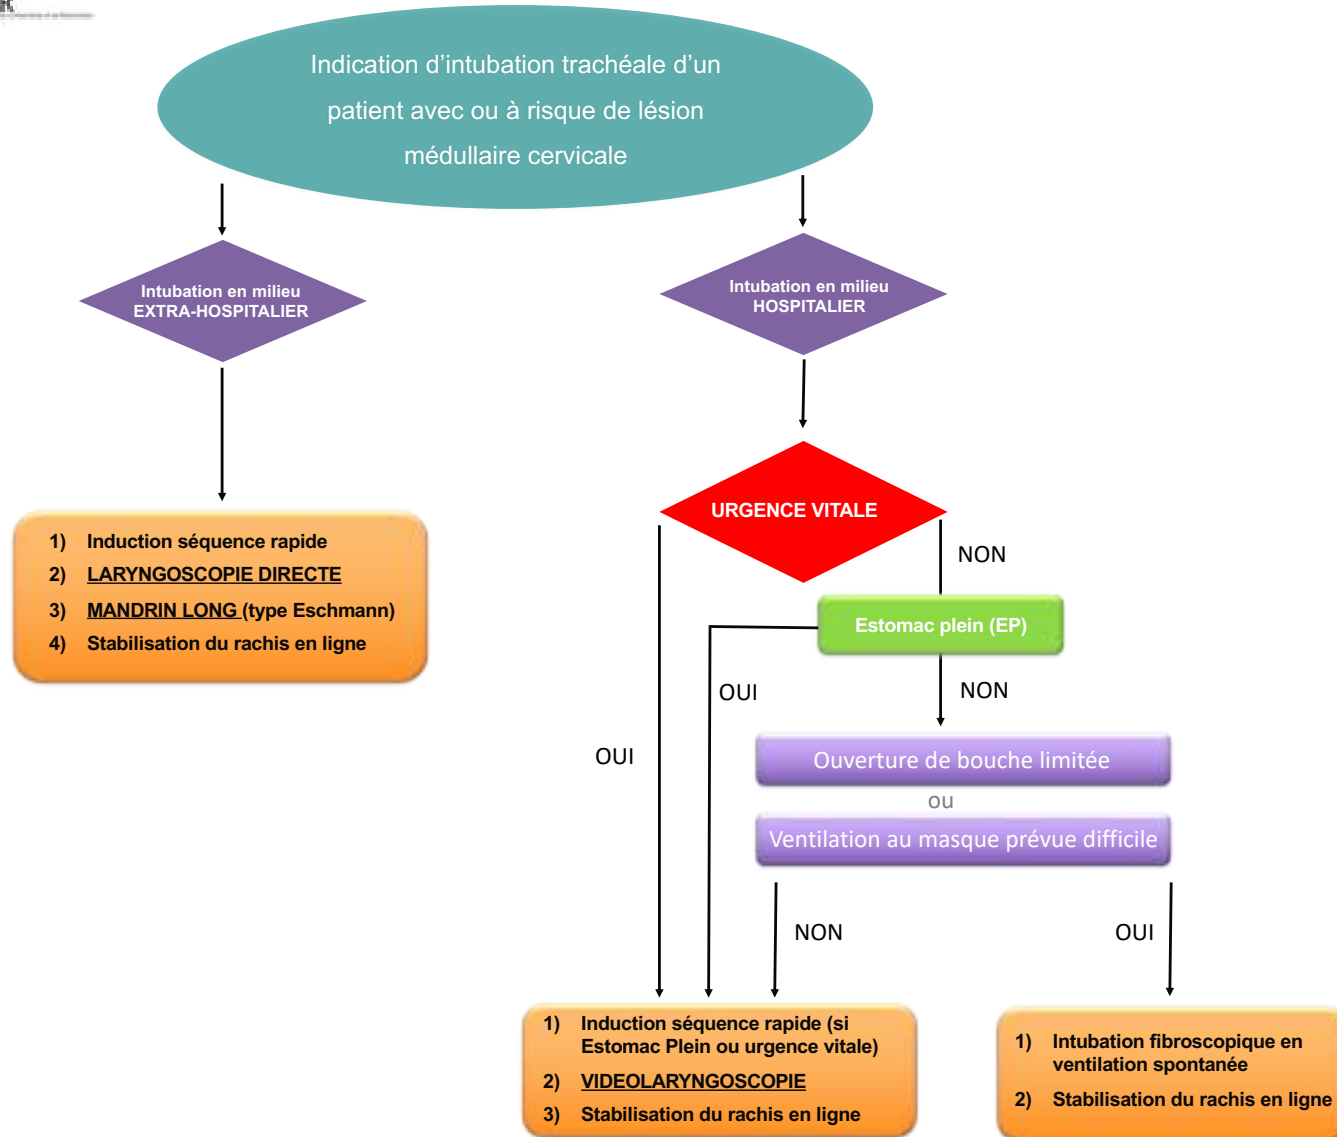 Indication d’intubation trachéale d’un
patient avec ou à risque de lésion
médullaire cervicale
Intubation en milieu
EXTRA-HOSPITALIER
Intubation en milieu
HOSPITALIER
URGENCE VITALE
1) Induction séquence rapide
2) LARYNGOSCOPIE DIRECTE
3) MANDRIN LONG (type Eschmann)
4) Stabilisation du rachis en ligne
NON
Estomac plein (EP)
OUI
NON
OUI
Ouverture de bouche limitée
ou
Ventilation au masque prévue difficile
NON
OUI
1) Induction séquence rapide (si
Estomac Plein ou urgence vitale)
2) VIDEOLARYNGOSCOPIE
3) Stabilisation du rachis en ligne
1) Intubation fibroscopique en
ventilation spontanée
2) Stabilisation du rachis en ligne